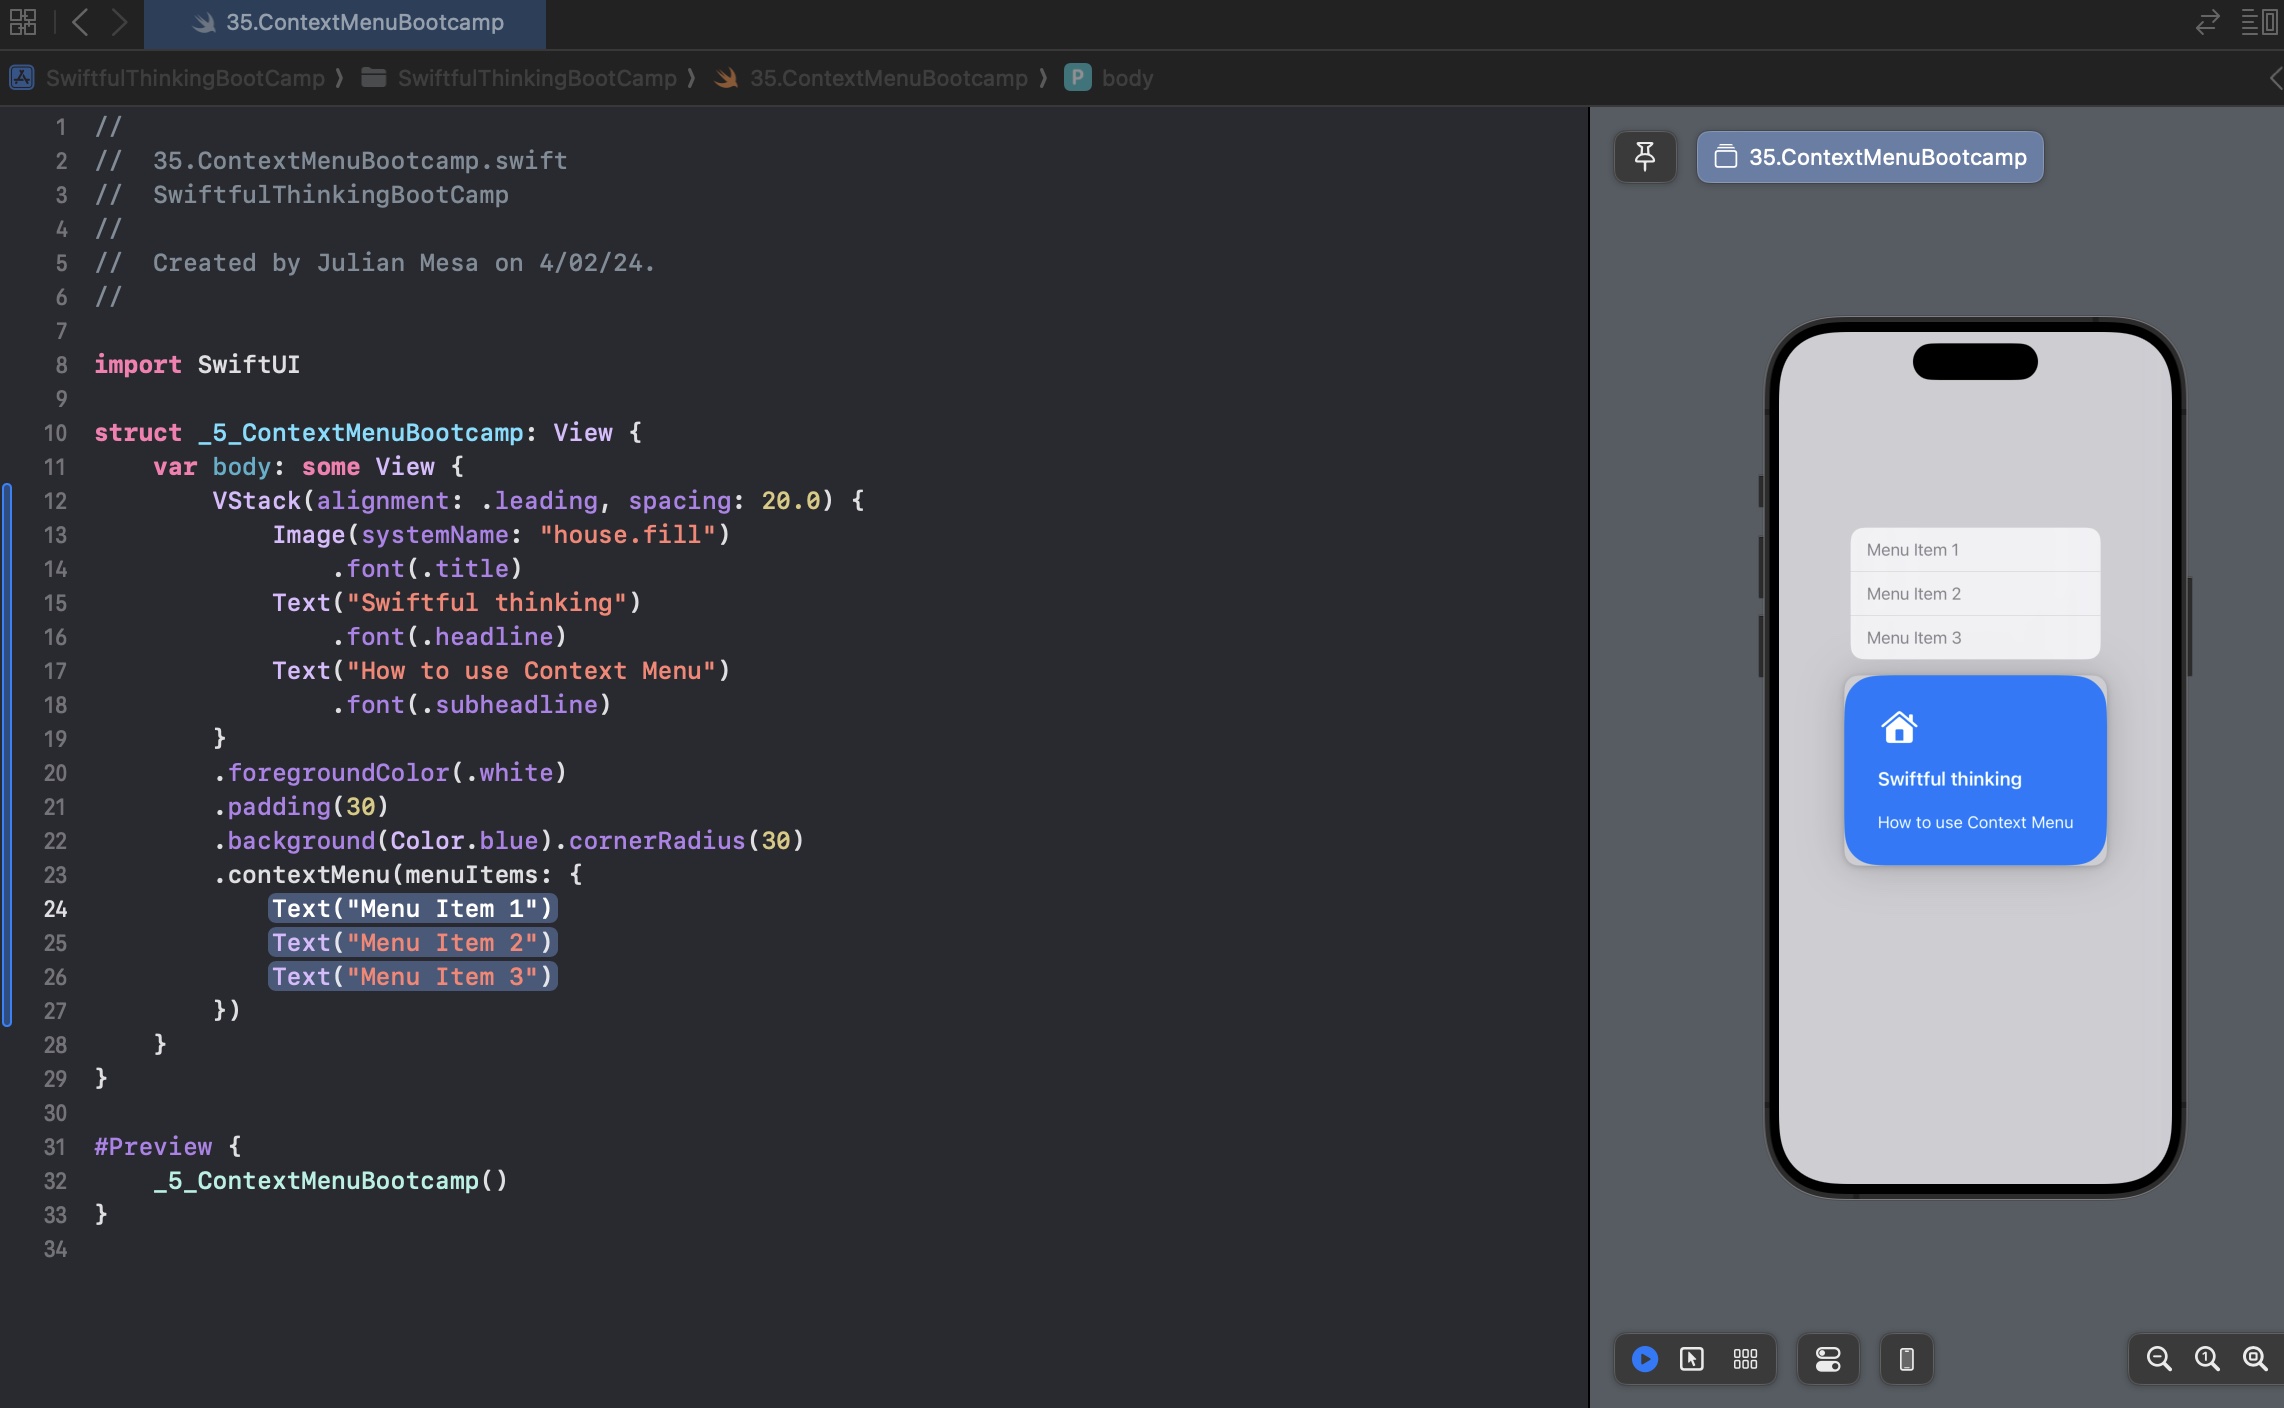 35.ContextMenuBootcamp
SwiftfulThinkingBootCamp ⟩ SwiftfulThinkingBootCamp ⟩ 35.ContextMenuBootcamp ⟩ P body
1 //
2 //  35.ContextMenuBootcamp.swift
3 //  SwiftfulThinkingBootCamp
4 //
5 //  Created by Julian Mesa on 4/02/24.
6 //
7
8 import SwiftUI
9
10 struct _5_ContextMenuBootcamp: View {
11     var body: some View {
12         VStack(alignment: .leading, spacing: 20.0) {
13             Image(systemName: "house.fill")
14                 .font(.title)
15             Text("Swiftful thinking")
16                 .font(.headline)
17             Text("How to use Context Menu")
18                 .font(.subheadline)
19         }
20         .foregroundColor(.white)
21         .padding(30)
22         .background(Color.blue).cornerRadius(30)
23         .contextMenu(menuItems: {
24             Text("Menu Item 1")
25             Text("Menu Item 2")
26             Text("Menu Item 3")
27         })
28     }
29 }
30
31 #Preview {
32     _5_ContextMenuBootcamp()
33 }
34
35.ContextMenuBootcamp
Menu Item 1
Menu Item 2
Menu Item 3
Swiftful thinking
How to use Context Menu